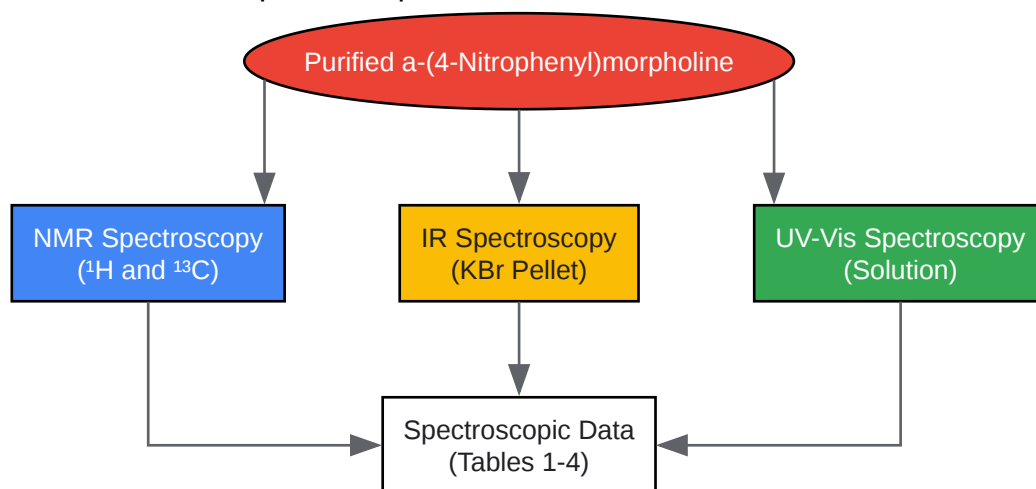 Purified a-(4-Nitrophenyl)morpholine
NMR Spectroscopy
(¹H and ¹³C)
IR Spectroscopy
(KBr Pellet)
UV-Vis Spectroscopy
(Solution)
Spectroscopic Data
(Tables 1-4)